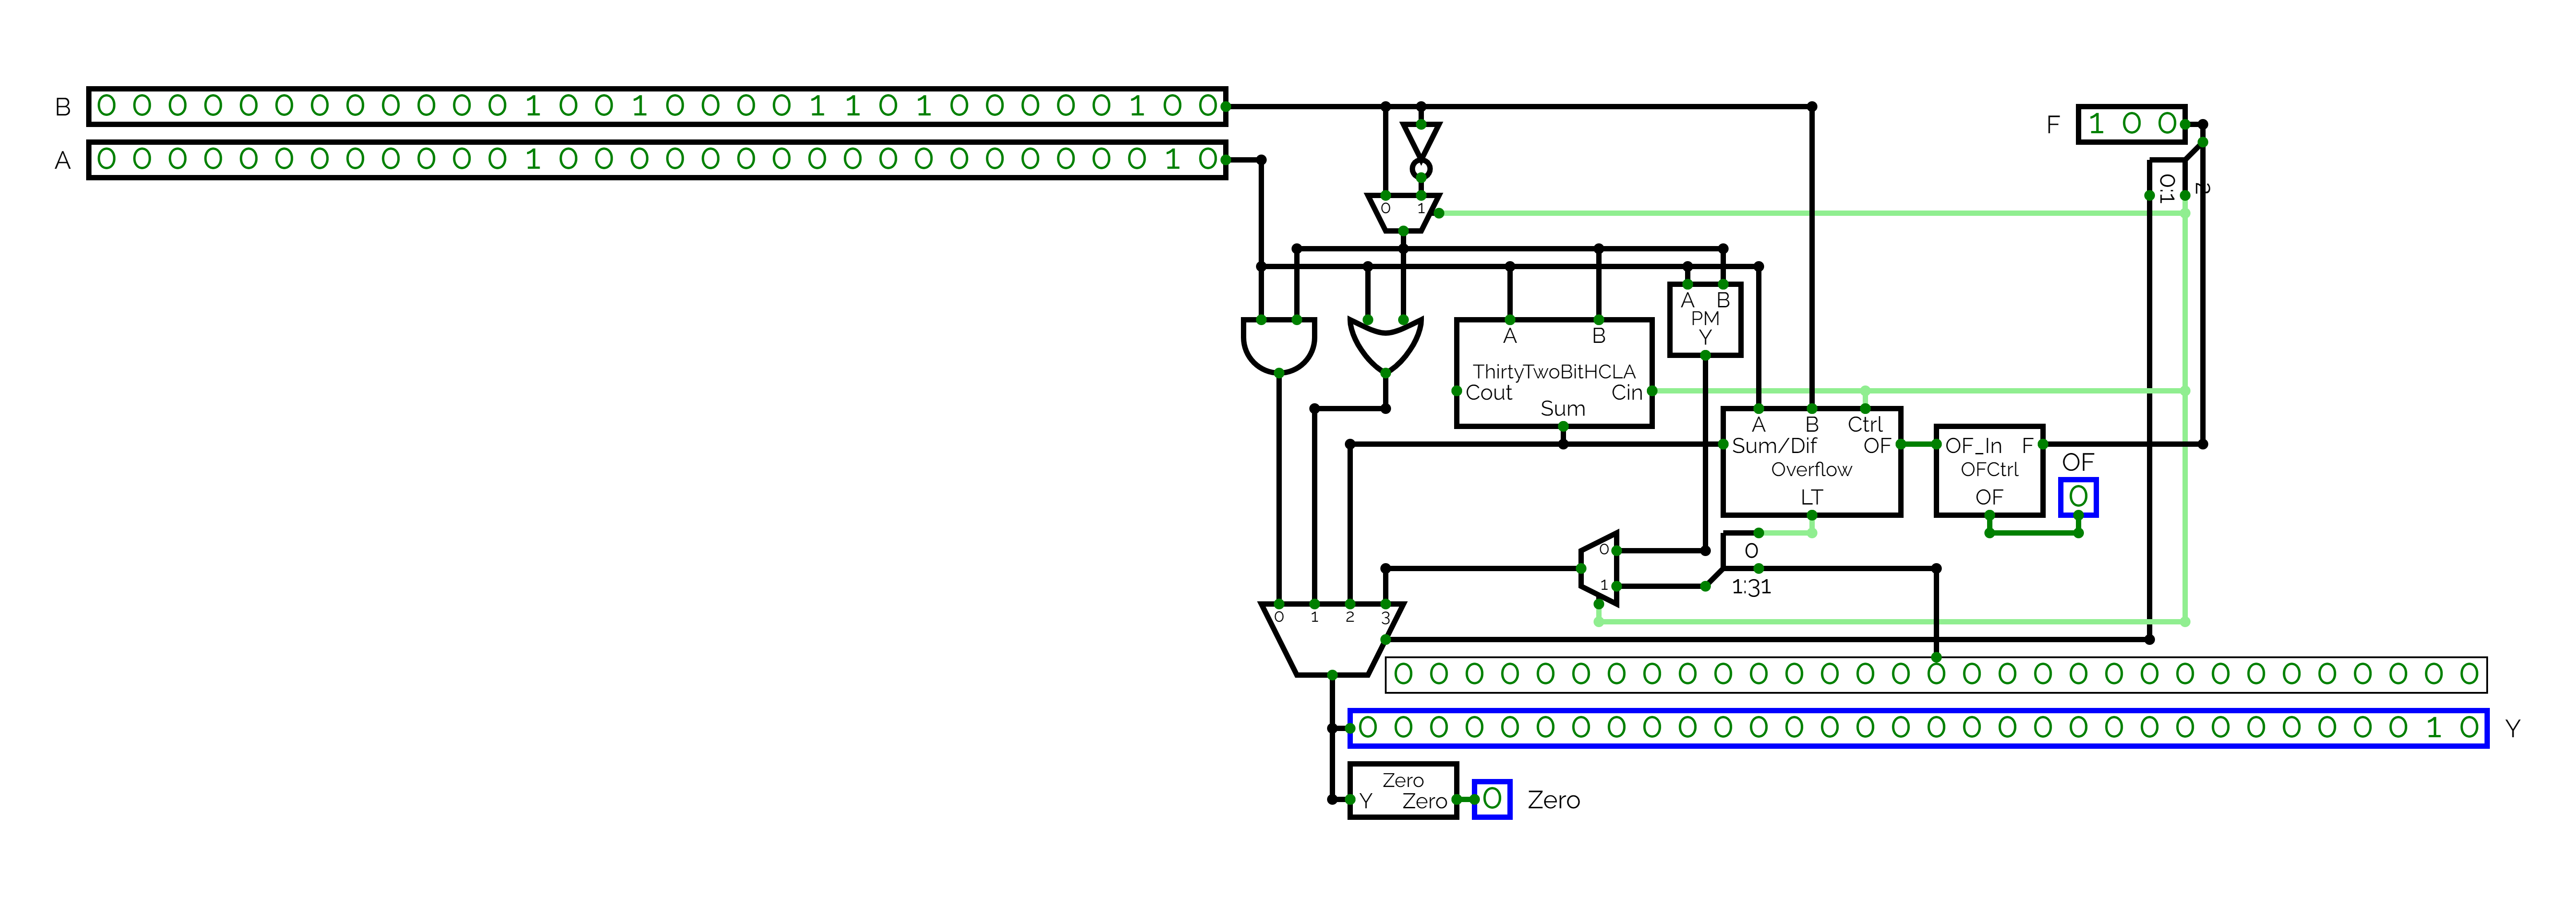 B 0 0 0 0 0 0 0 0 0 0 0 0 1 0 0 1 0 0 0 0 1 1 0 1 0 0 0 0 0 1 0 0
F 1 0 0
A 0 0 0 0 0 0 0 0 0 0 0 0 1 0 0 0 0 0 0 0 0 0 0 0 0 0 0 0 0 0 1 0
0:1 2
0 1
A B
PM
Y
A B
ThirtyTwoBitHCLA
Cout Cin
Sum
A B Ctrl
Sum/Dif OF
Overflow
LT
OF_In F
OFCtrl
OF
OF
0
0
1
0
1:31
0 1 2 3
0 0 0 0 0 0 0 0 0 0 0 0 0 0 0 0 0 0 0 0 0 0 0 0 0 0 0 0 0 0 0
0 0 0 0 0 0 0 0 0 0 0 0 0 0 0 0 0 0 0 0 0 0 0 0 0 0 0 0 0 0 1 0 Y
Zero
Y Zero
0 Zero